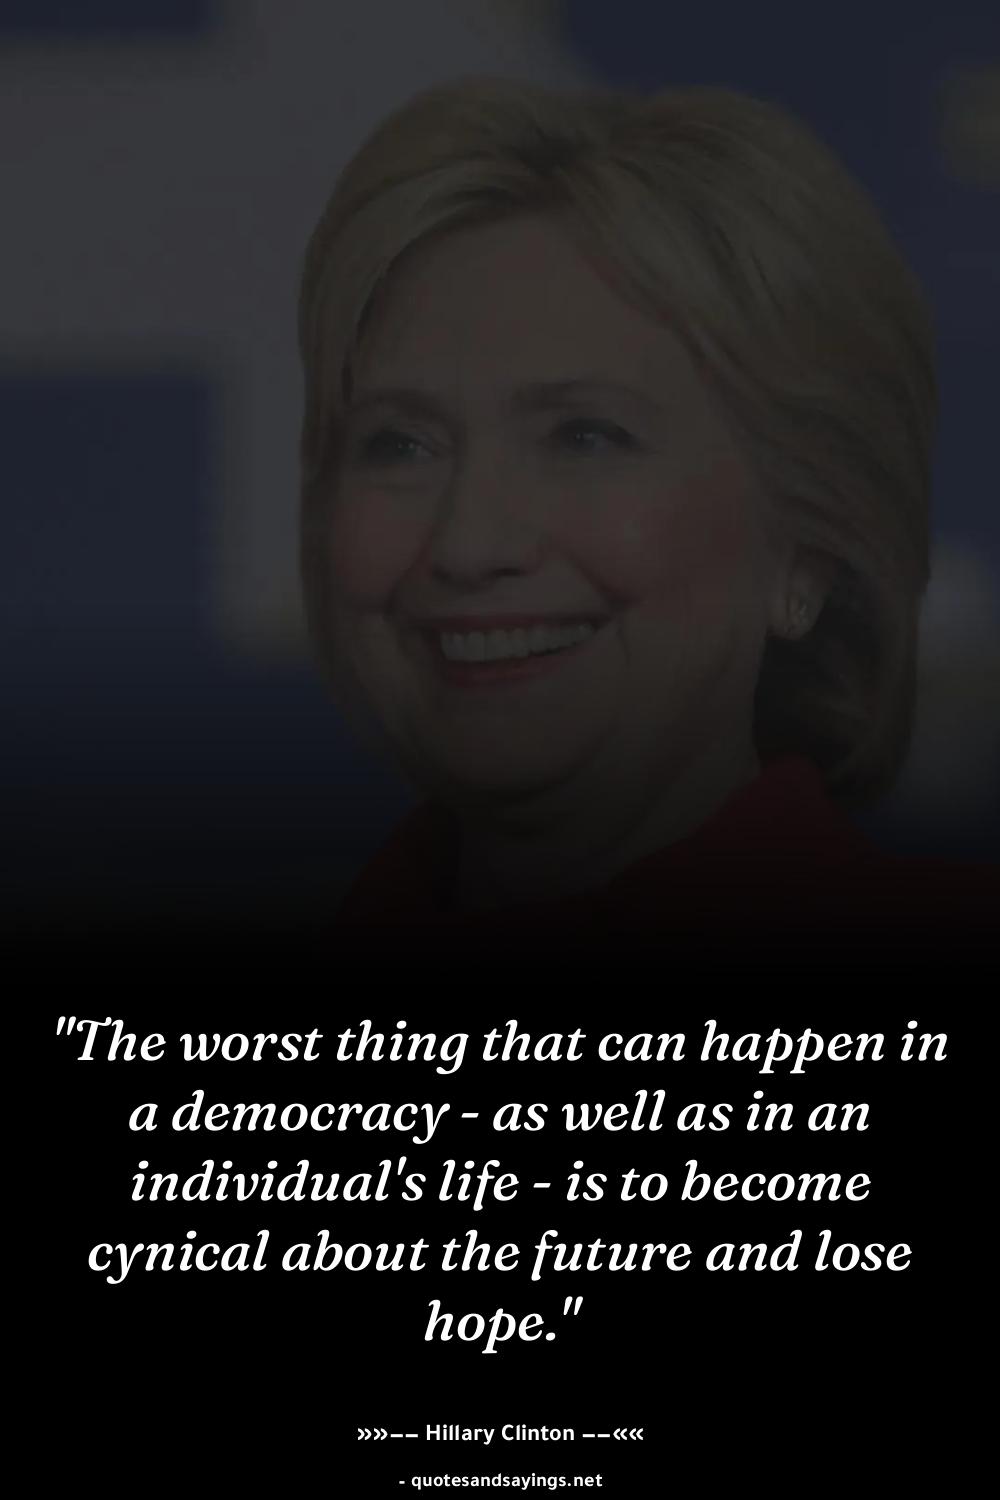 "The worst thing that can happen in
a democracy - as well as in an
individual's life - is to become
cynical about the future and lose
hope."
»»−− Hillary Clinton −−««
- quotesandsayings.net